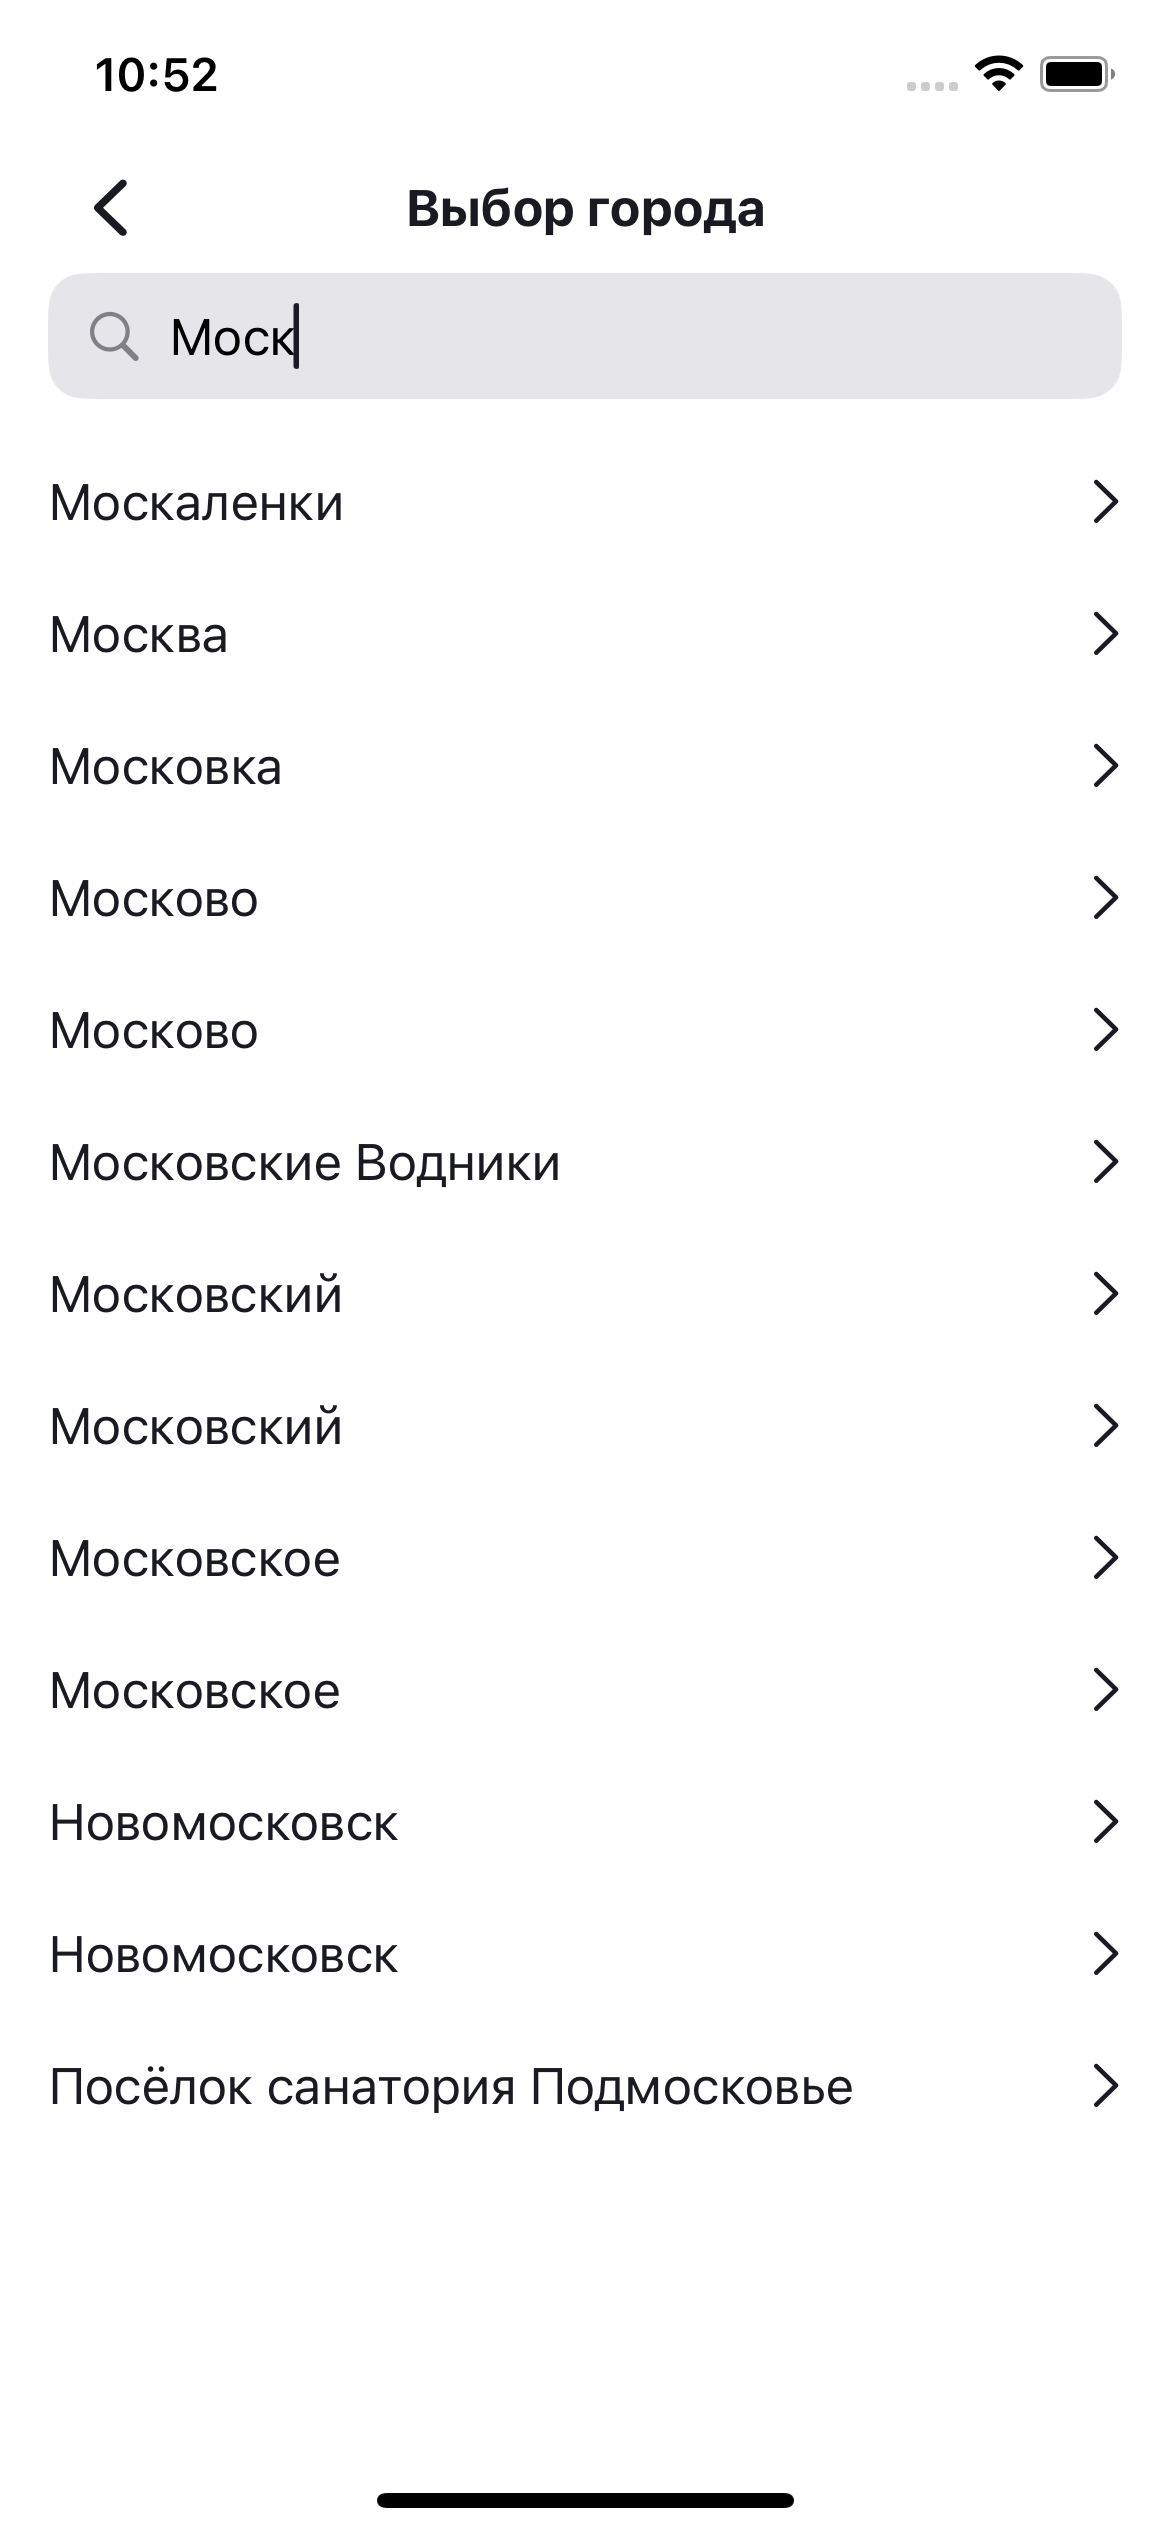 10:52
Выбор города
Моск
Москаленки
Москва
Московка
Москово
Москово
Московские Водники
Московский
Московский
Московское
Московское
Новомосковск
Новомосковск
Посёлок санатория Подмосковье